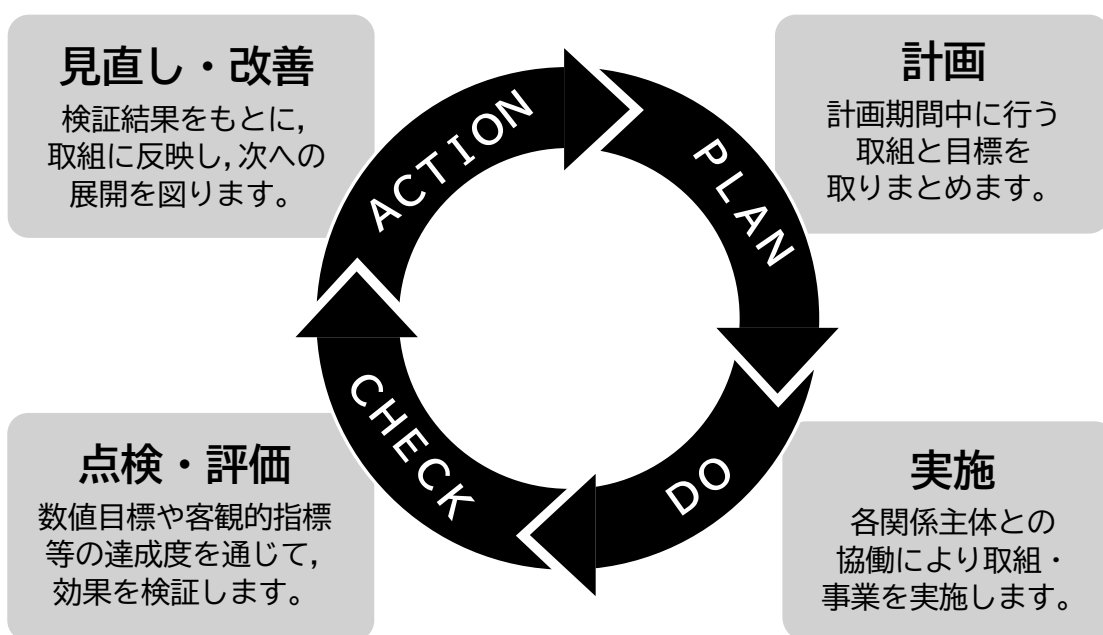 見直し・改善
検証結果をもとに,
取組に反映し,次への
展開を図ります。
ACTION
計画
計画期間中に行う
取組と目標を
取りまとめます。
PLAN
点検・評価
数値目標や客観的指標
等の達成度を通じて,
効果を検証します。
CHECK
実施
各関係主体との
協働により取組・
事業を実施します。
DO